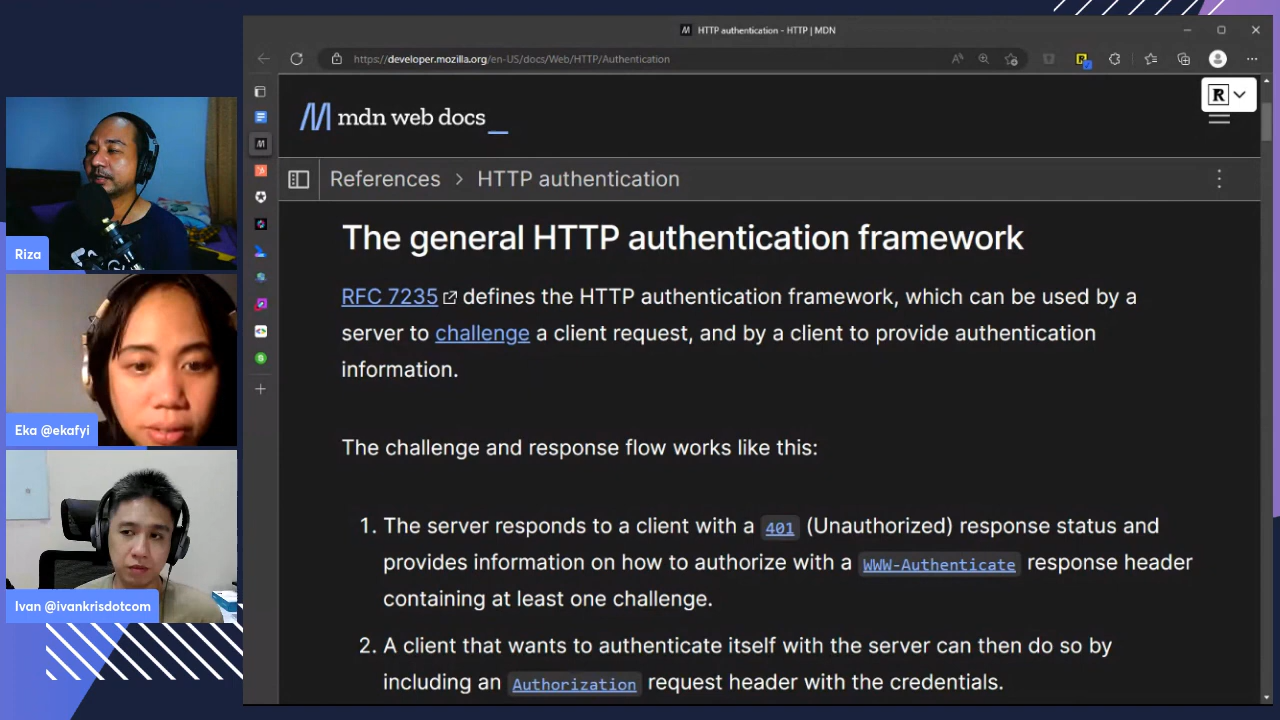 HTTP authentication - HTTP | MDN
https://developer.mozilla.org/en-US/docs/Web/HTTP/Authentication
mdn web docs_
R
References > HTTP authentication
The general HTTP authentication framework
RFC 7235 defines the HTTP authentication framework, which can be used by a
server to challenge a client request, and by a client to provide authentication
information.
The challenge and response flow works like this:
1. The server responds to a client with a 401 (Unauthorized) response status and
provides information on how to authorize with a WWW-Authenticate response header
containing at least one challenge.
2. A client that wants to authenticate itself with the server can then do so by
including an Authorization request header with the credentials.
Riza
Eka @ekafyi
Ivan @ivankrisdotcom